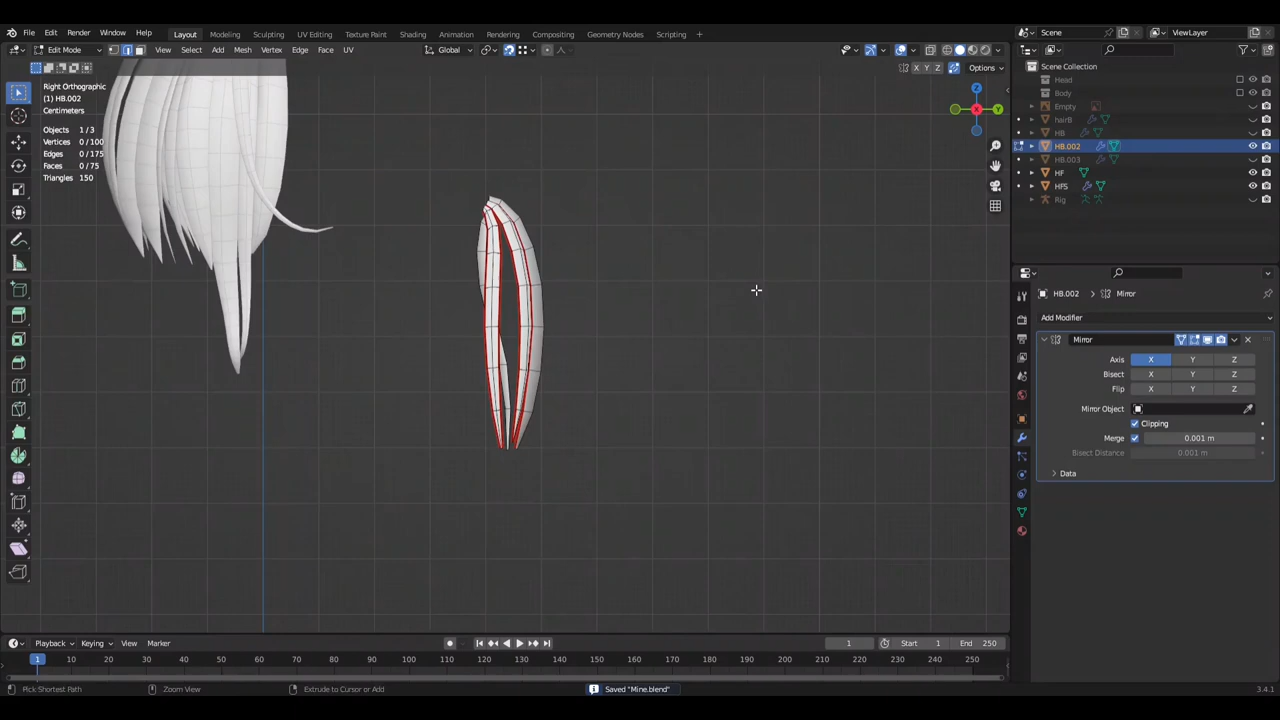 File Edit Render Window Help Layout Modeling Sculpting UV Editing Texture Paint Shading Animation Rendering Compositing Geometry Nodes Scripting Scene ViewLayer
Edit Mode View Select Add Mesh Vertex Edge Face UV Global
X Y Z Options
Right Orthographic
(1) HB.002
Centimeters
Objects 1/3
Vertices 0/100
Edges 0/175
Faces 0/75
Triangles 150
Z
Y
X
Scene Collection
Head
Body
Empty
hairB
HB
HB.002
HB.003
HF
HFS
Rig
HB.002 > Mirror
Add Modifier
Mirror
Axis X Y Z
Bisect X Y Z
Flip X Y Z
Mirror Object
Clipping
Merge 0.001 m
Bisect Distance 0.001 m
Data
Playback Keying View Marker 1 Start 1 End 250
1 10 20 30 40 50 60 70 80 90 100 110 120 130 140 150 160 170 180 190 200 210 220 230 240 250
Pick Shortest Path Zoom View Extrude to Cursor or Add Saved "Mine.blend" 3.4.1